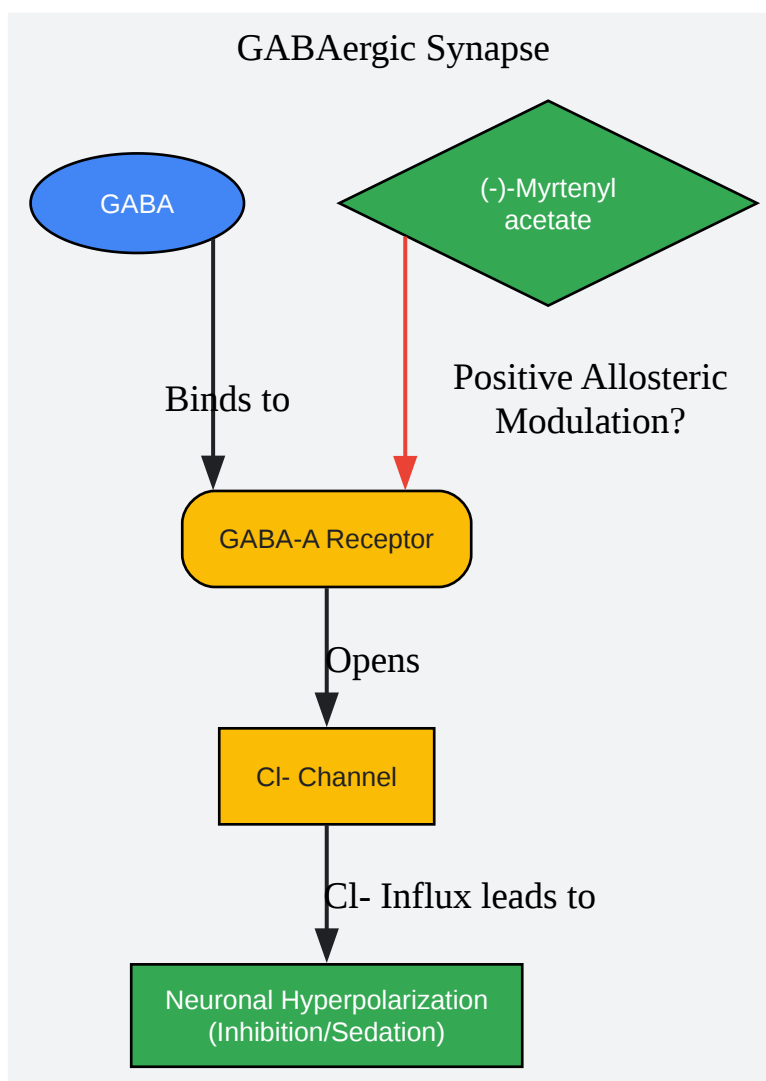 GABAergic Synapse
GABA
(-)-Myrtenyl
acetate
Binds to
Positive Allosteric
Modulation?
GABA-A Receptor
Opens
Cl- Channel
Cl- Influx leads to
Neuronal Hyperpolarization
(Inhibition/Sedation)